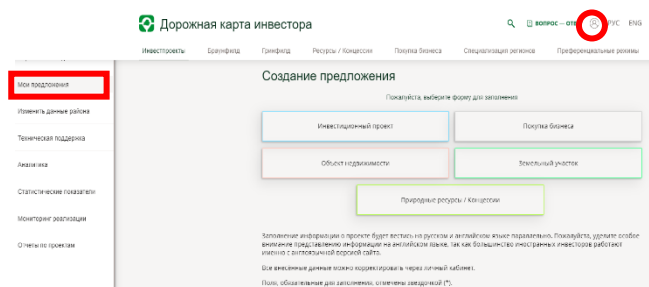 Дорожная карта инвестора
ВОПРОС — ОТВ
РУС ENG
Инвестпроекты Браунфилд Гринфилд Ресурсы / Концессии Покупка бизнеса Специализация регионов Преференциальные режимы
Мои предложения
Изменить данные района
Техническая поддержка
Аналитика
Статистические показатели
Мониторинг реализации
Отчеты по проектам
Создание предложения
Пожалуйста, выберите форму для заполнения
Инвестиционный проект
Покупка бизнеса
Объект недвижимости
Земельный участок
Природные ресурсы / Концессии
Заполнение информации о проекте будет вестись на русском и английском языке параллельно. Пожалуйста, уделите особое
внимание представлению информации на английском языке, так как большинство иностранных инвесторов работают
именно с англоязычной версией сайта.
Все внесённые данные можно корректировать через личный кабинет.
Поля, обязательные для заполнения, отмечены звездочкой (*).